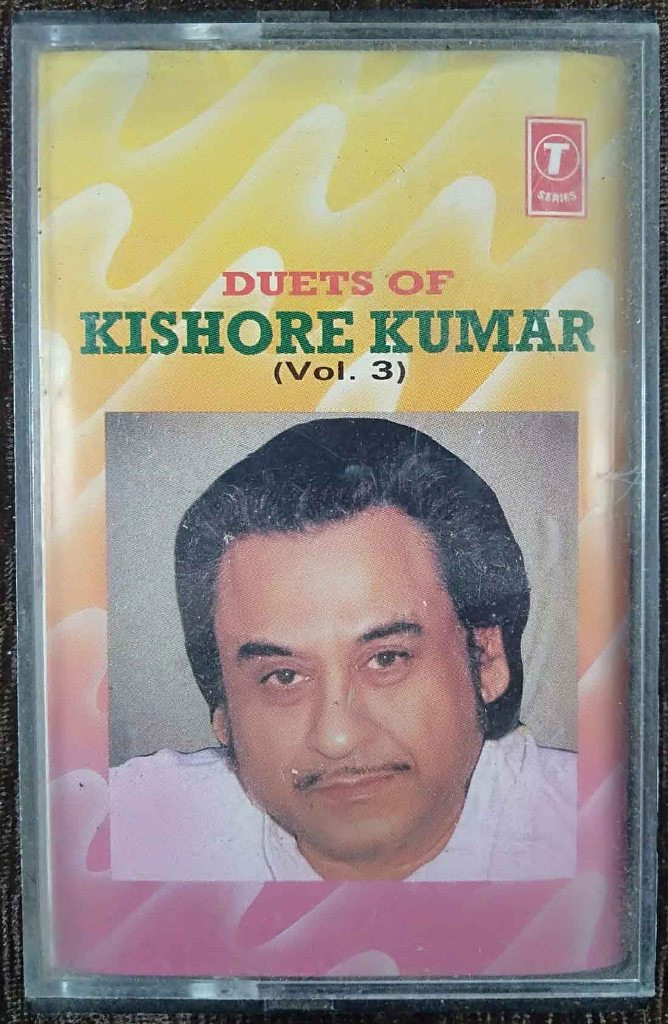 T
SERIES
DUETS OF
KISHORE KUMAR
(Vol. 3)